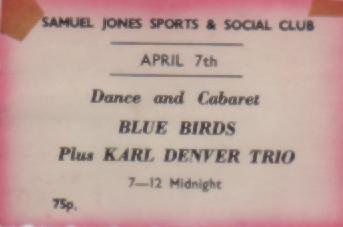 SAMUEL JONES SPORTS & SOCIAL CLUB
APRIL 7th
Dance and Cabaret
BLUE BIRDS
Plus KARL DENVER TRIO
7—12 Midnight
75p.